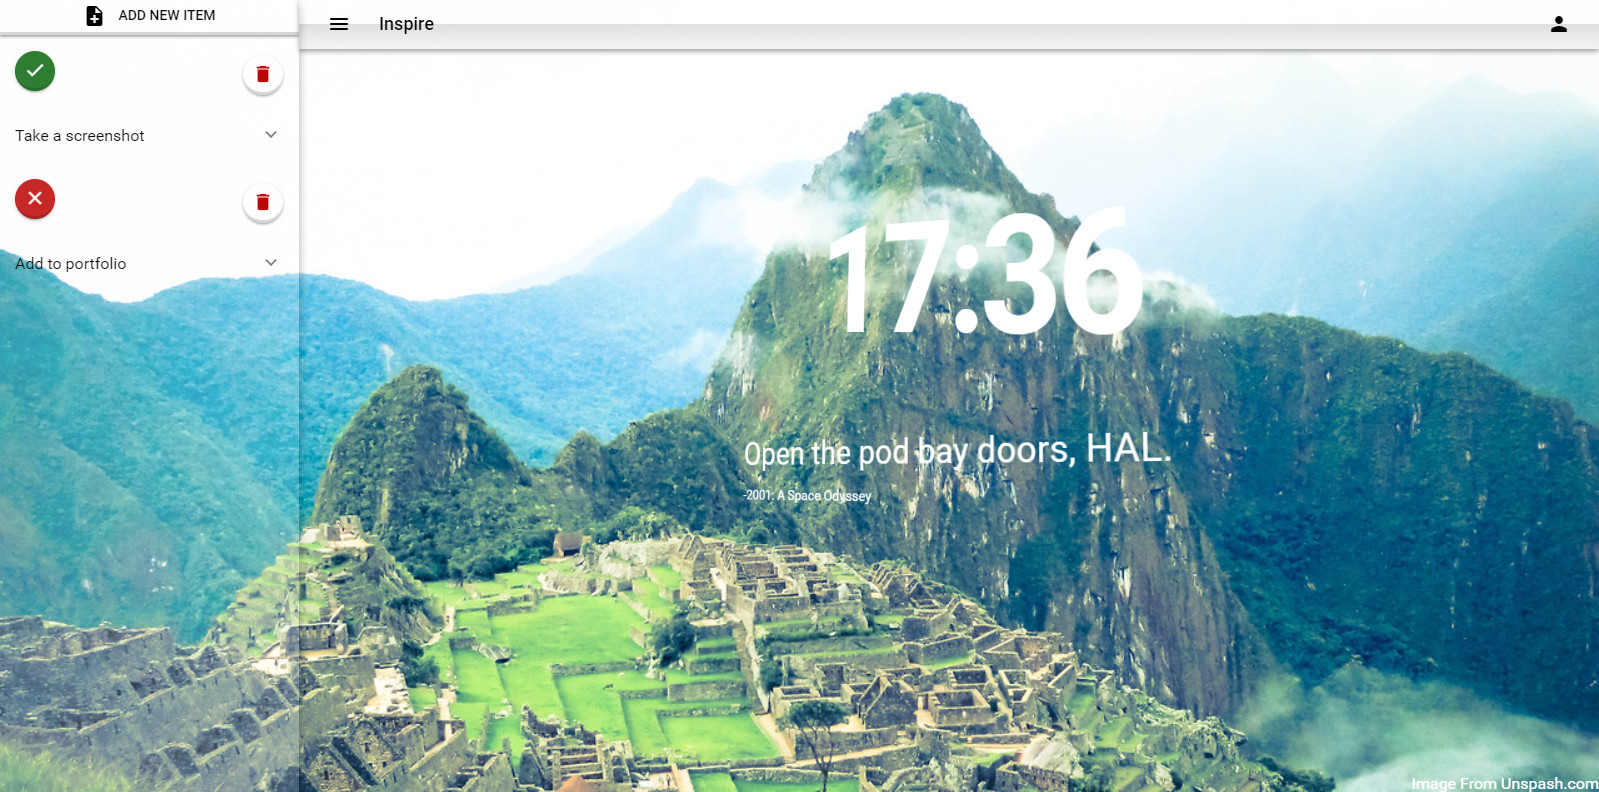 ADD NEW ITEM
Inspire
Take a screenshot
Add to portfolio
17:36
Open the pod bay doors, HAL.
-2001: A Space Odyssey
Image From Unspash.com